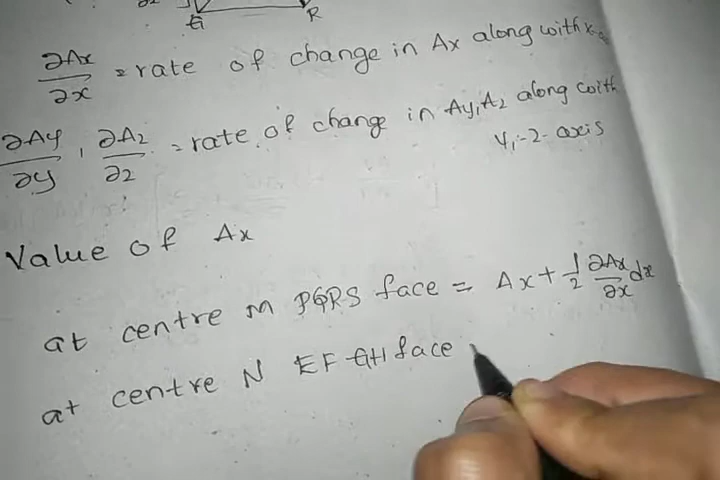 G R
∂Ax/∂x = rate of change in Ax along with x-a
∂Ay/∂y, ∂Az/∂z = rate of change in Ay, Az along with
y, -z axis
Value of Ax
at centre M PQRS face = Ax + 1/2 ∂Ax/∂x dx
at centre N EFGH face